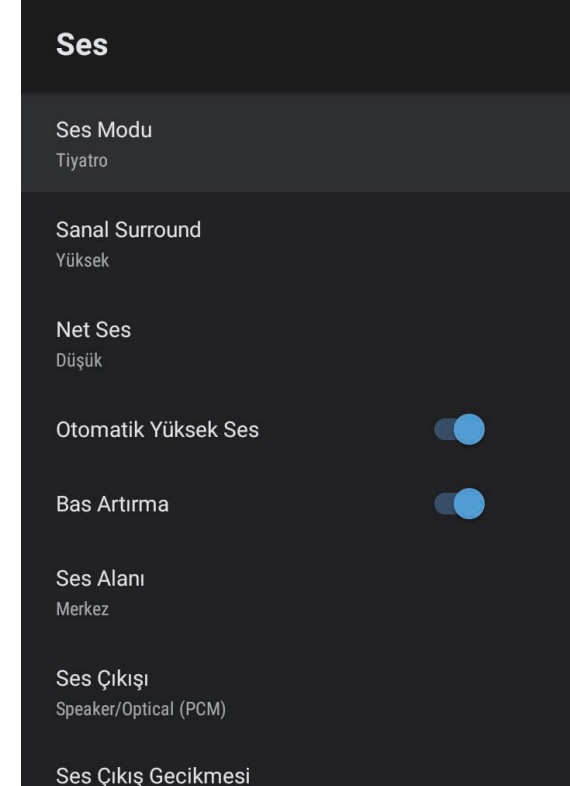 Ses
Ses Modu
Tiyatro
Sanal Surround
Yüksek
Net Ses
Düşük
Otomatik Yüksek Ses
Bas Artırma
Ses Alanı
Merkez
Ses Çıkışı
Speaker/Optical (PCM)
Ses Çıkış Gecikmesi